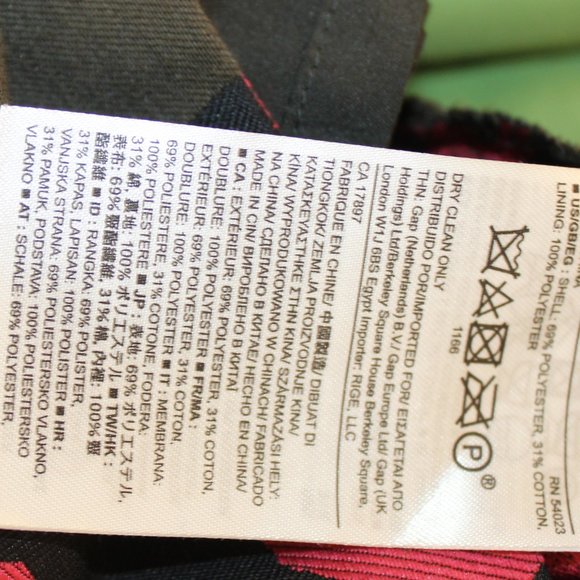 ■ US/GB/EG : SHELL: 69% POLYESTER, 31% COTTON,
LINING: 100% POLYESTER RN 54023
DRY CLEAN ONLY 1166
DISTRIBUÍDO POR/IMPORTED FOR/ΕΙΣΑΓΕΤΑΙ ΑΠΟ
THN: Gap (Netherlands) B.V., Gap Europe Ltd/ Gap (UK
Holdings) Ltd/Berkeley Square House Berkeley Square,
London W1J 6BS Egypt Importer: RIGE, LLC
CA 17897
FABRIQUE EN CHINE/ 中國製造/ DIBUAT DI
TIONGKOK/ ZEMLJA PROIZVODNJE KINA/
ΚΑΤΑΣΚΕΥΑΣΤΗΚΕ ΣΤΗΝ ΚΙΝΑ/ SZÁRMAZÁSI HELY:
KÍNA/ WYPRODUKOWANO W CHINACH/ FABRICADO
NA CHINA/ СДЕЛАНО В КИТАЕ/ HECHO EN CHINA/
MADE IN CIN/ ВИРОБЛЕНО В КИТАЇ
■ CA : EXTÉRIEUR: 69% POLYESTER, 31% COTON,
DOUBLURE: 100% POLYESTER ■ FR/MA :
EXTÉRIEUR: 69% POLYESTER, 31% COTON,
DOUBLURE: 100% POLYESTER ■ IT : MEMBRANA:
69% POLIESTERE, 31% COTONE, FODERA:
100% POLIESTERE ■ JP : 表地: 69% ポリエステル,
31% 綿, 裏地: 100% ポリエステル ■ TW/HK :
表布: 69% 聚酯纖維, 31% 棉, 內裡: 100% 聚
酯纖維 ■ ID : RANGKA: 69% POLIESTER,
31% KAPAS, LAPISAN: 100% POLISTER ■ HR :
VANJSKA STRANA: 69% POLIESTERSKO VLAKNO,
31% PAMUK, PODSTAVA: 100% POLIESTERSKO
VLAKNO ■ AT : SCHALE: 69% POLYESTER,
P